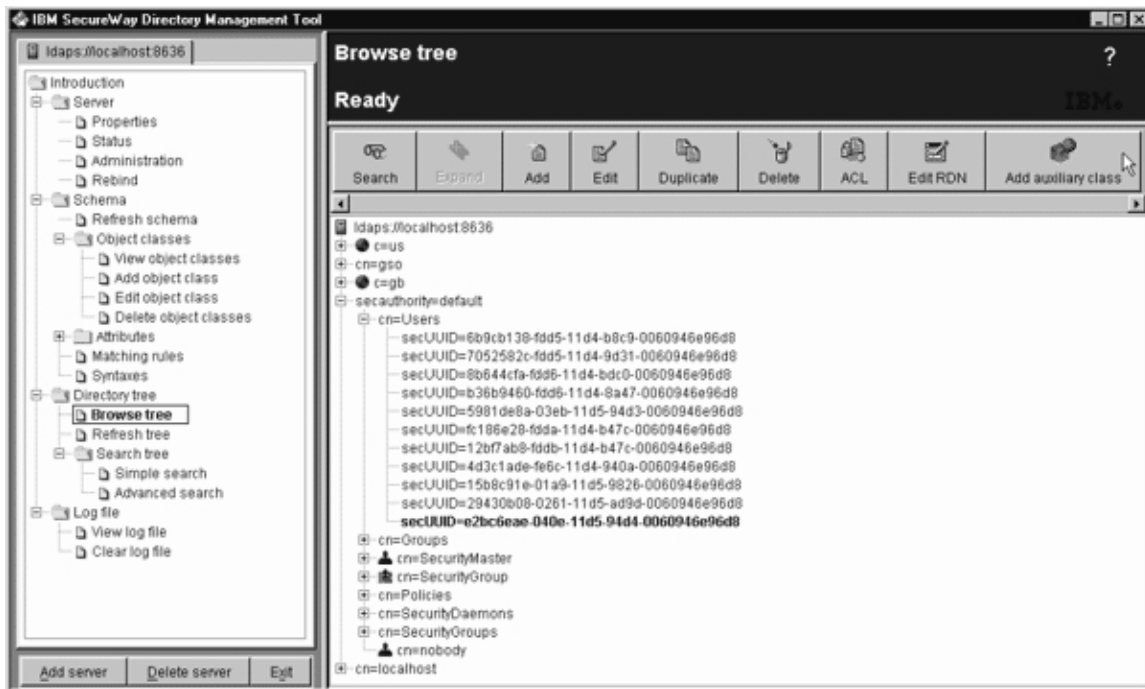 IBM SecureWay Directory Management Tool
ldaps://localhost:8636
Introduction
Server
Properties
Status
Administration
Rebind
Schema
Refresh schema
Object classes
View object classes
Add object class
Edit object class
Delete object classes
Attributes
Matching rules
Syntaxes
Directory tree
Browse tree
Refresh tree
Search tree
Simple search
Advanced search
Log file
View log file
Clear log file
Add server
Delete server
Exit
Browse tree
?
Ready
IBM
Search
Expand
Add
Edit
Duplicate
Delete
ACL
Edit RDN
Add auxiliary class
ldaps://localhost:8636
c=us
cn=gso
c=gb
secauthority=default
cn=Users
secUUID=6b9cb138-fdd5-11d4-b8c9-0060946e96d8
secUUID=7052582c-fdd5-11d4-9d31-0060946e96d8
secUUID=8b644cfa-fdd6-11d4-bdc0-0060946e96d8
secUUID=b36b9460-fdd6-11d4-8a47-0060946e96d8
secUUID=5981de8a-03eb-11d5-94d3-0060946e96d8
secUUID=fc186e28-fdda-11d4-b47c-0060946e96d8
secUUID=12bf7ab8-fddb-11d4-b47c-0060946e96d8
secUUID=4d3c1ade-fe6c-11d4-940a-0060946e96d8
secUUID=15b8c91e-01a9-11d5-9826-0060946e96d8
secUUID=29430b08-0261-11d5-ad9d-0060946e96d8
secUUID=e2bc6eae-040e-11d5-94d4-0060946e96d8
cn=Groups
cn=SecurityMaster
cn=SecurityGroup
cn=Policies
cn=SecurityDaemons
cn=SecurityGroups
cn=nobody
cn=localhost